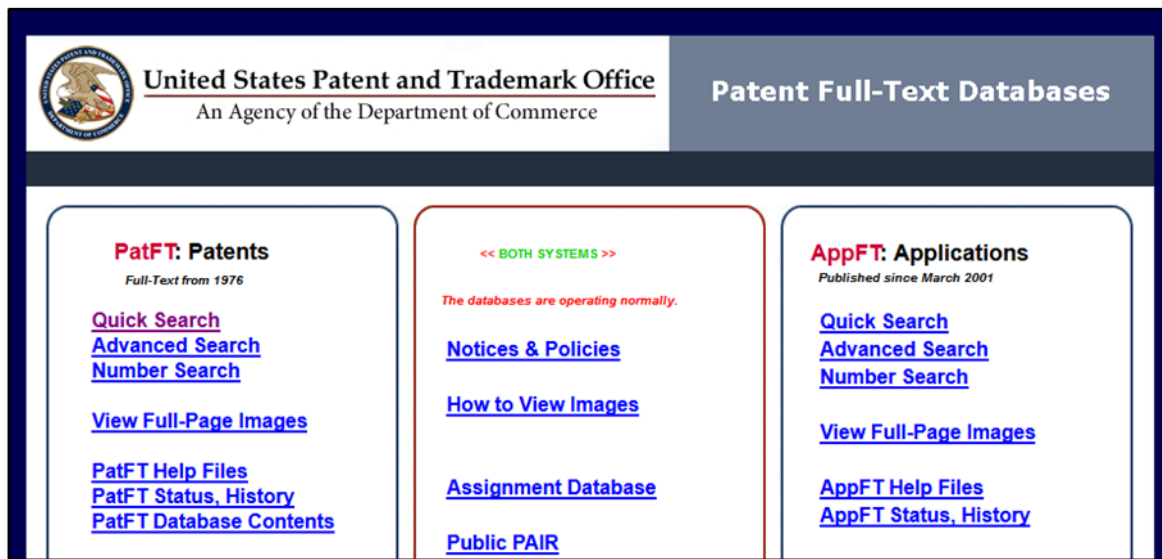 United States Patent and Trademark Office
An Agency of the Department of Commerce
Patent Full-Text Databases
PatFT: Patents
Full-Text from 1976
Quick Search
Advanced Search
Number Search
View Full-Page Images
PatFT Help Files
PatFT Status, History
PatFT Database Contents
<< BOTH SYSTEMS >>
The databases are operating normally.
Notices & Policies
How to View Images
Assignment Database
Public PAIR
AppFT: Applications
Published since March 2001
Quick Search
Advanced Search
Number Search
View Full-Page Images
AppFT Help Files
AppFT Status, History